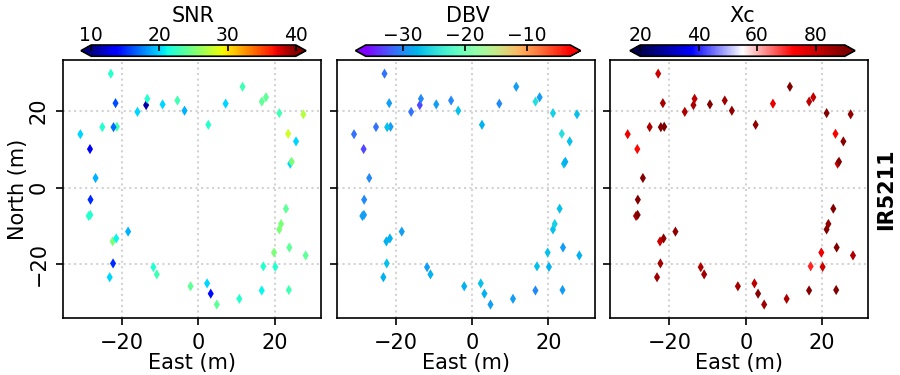 SNR DBV Xc
10 20 30 40 −30 −20 −10 20 40 60 80
North (m)
20
0
−20
−20 0 20 −20 0 20 −20 0 20
East (m) East (m) East (m)
IR5211